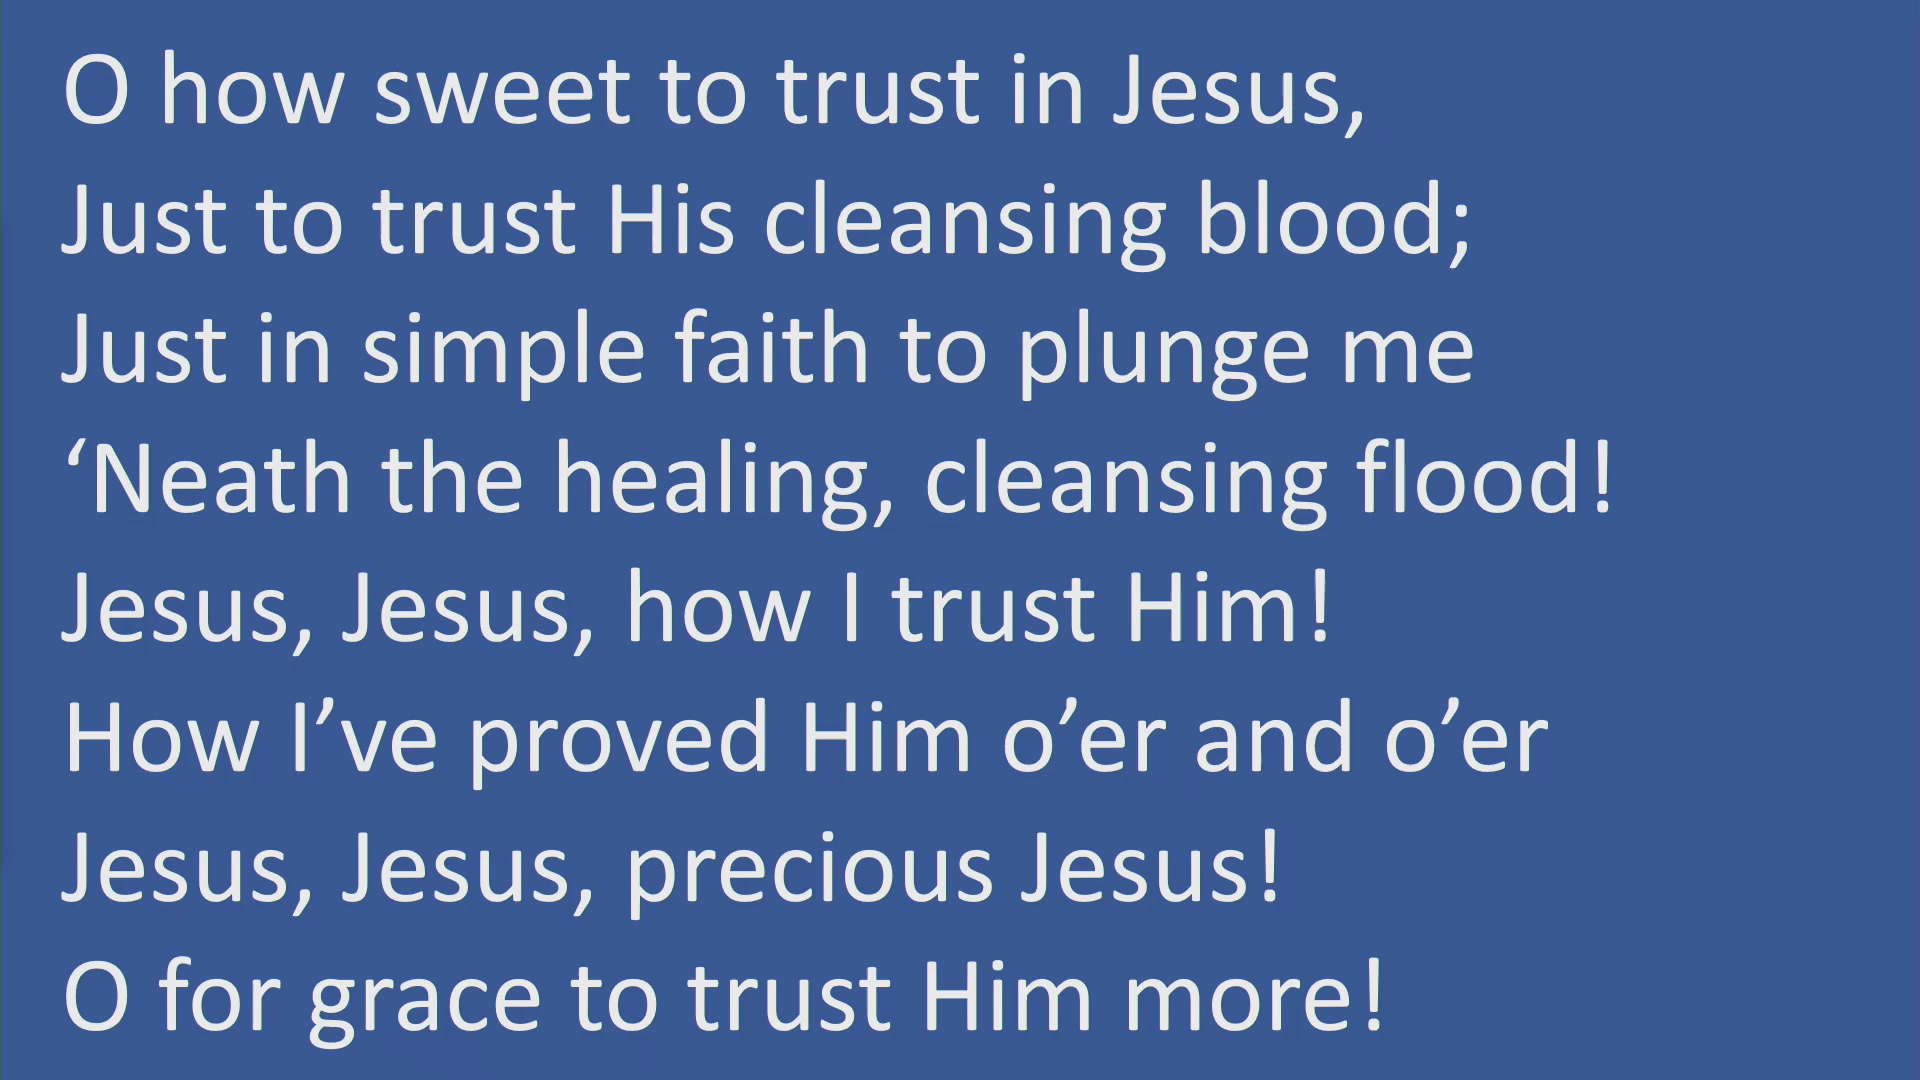 O how sweet to trust in Jesus,
Just to trust His cleansing blood;
Just in simple faith to plunge me
‘Neath the healing, cleansing flood!
Jesus, Jesus, how I trust Him!
How I’ve proved Him o’er and o’er
Jesus, Jesus, precious Jesus!
O for grace to trust Him more!